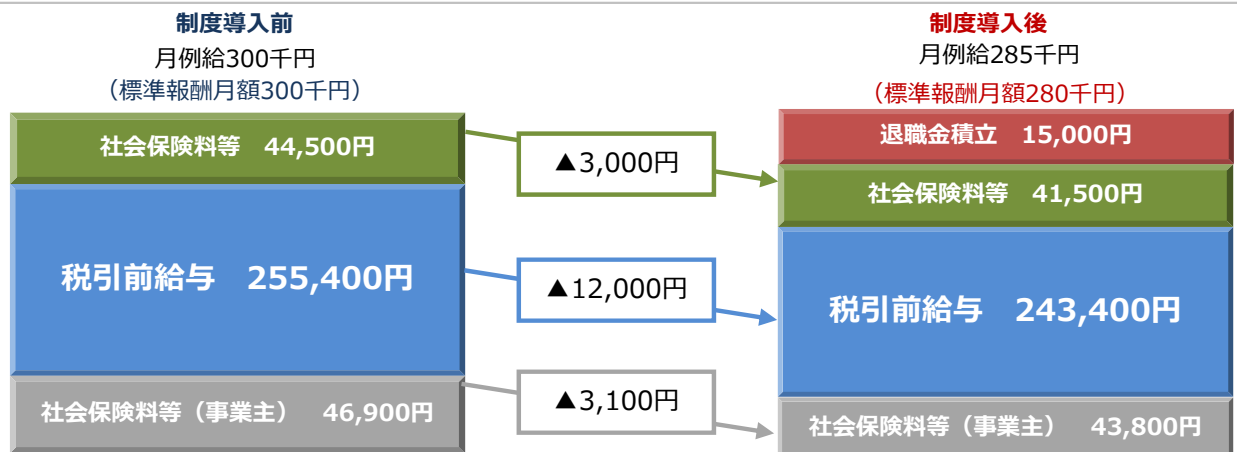 制度導入前
月例給300千円
（標準報酬月額300千円）
社会保険料等　44,500円
税引前給与　255,400円
社会保険料等（事業主）　46,900円
▲3,000円
▲12,000円
▲3,100円
制度導入後
月例給285千円
（標準報酬月額280千円）
退職金積立　15,000円
社会保険料等　41,500円
税引前給与　243,400円
社会保険料等（事業主）　43,800円